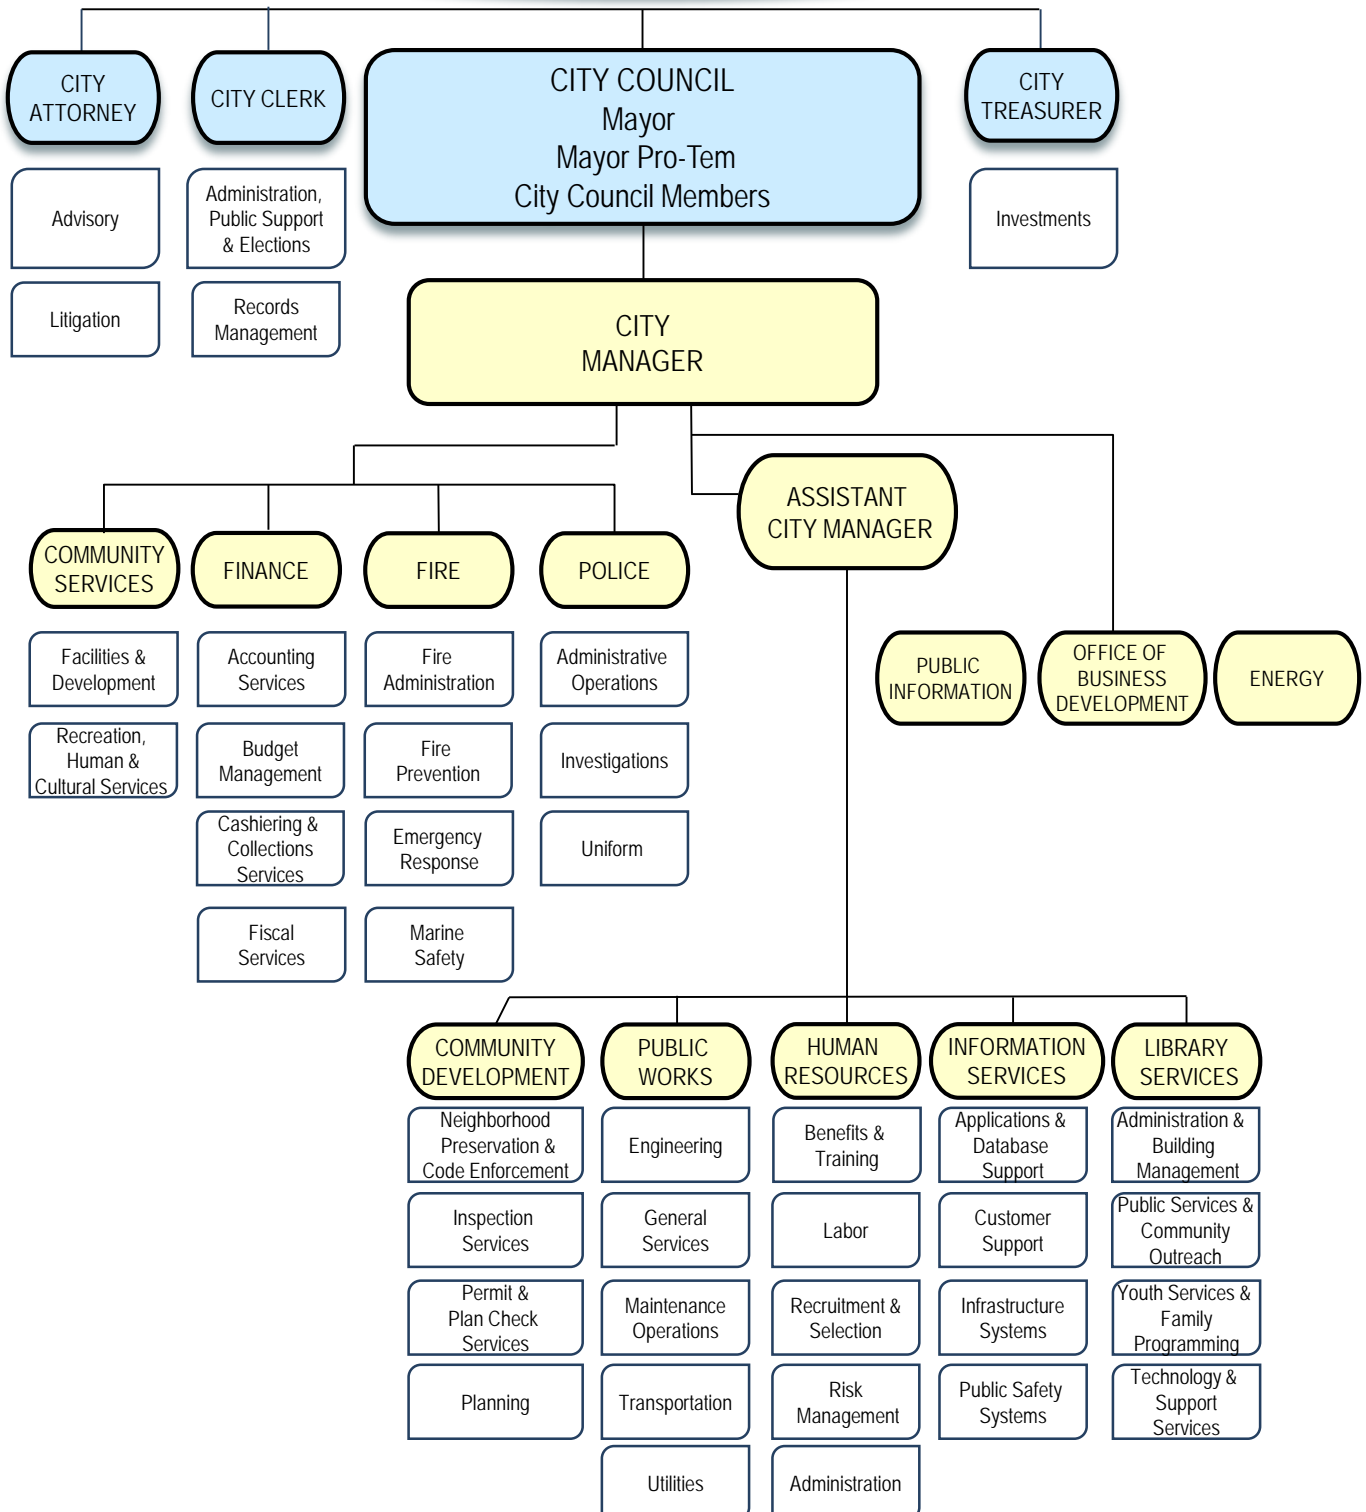 CITY
ATTORNEY
CITY CLERK
CITY COUNCIL
Mayor
Mayor Pro-Tem
City Council Members
CITY
TREASURER
Advisory
Litigation
Administration,
Public Support
& Elections
Records
Management
Investments
CITY
MANAGER
ASSISTANT
CITY MANAGER
COMMUNITY
SERVICES
FINANCE
FIRE
POLICE
Facilities &
Development
Recreation,
Human &
Cultural Services
Accounting
Services
Budget
Management
Cashiering &
Collections
Services
Fiscal
Services
Fire
Administration
Fire
Prevention
Emergency
Response
Marine
Safety
Administrative
Operations
Investigations
Uniform
PUBLIC
INFORMATION
OFFICE OF
BUSINESS
DEVELOPMENT
ENERGY
COMMUNITY
DEVELOPMENT
Neighborhood
Preservation &
Code Enforcement
Inspection
Services
Permit &
Plan Check
Services
Planning
PUBLIC
WORKS
Engineering
General
Services
Maintenance
Operations
Transportation
Utilities
HUMAN
RESOURCES
Benefits &
Training
Labor
Recruitment &
Selection
Risk
Management
Administration
INFORMATION
SERVICES
Applications &
Database
Support
Customer
Support
Infrastructure
Systems
Public Safety
Systems
LIBRARY
SERVICES
Administration &
Building
Management
Public Services &
Community
Outreach
Youth Services &
Family
Programming
Technology &
Support
Services